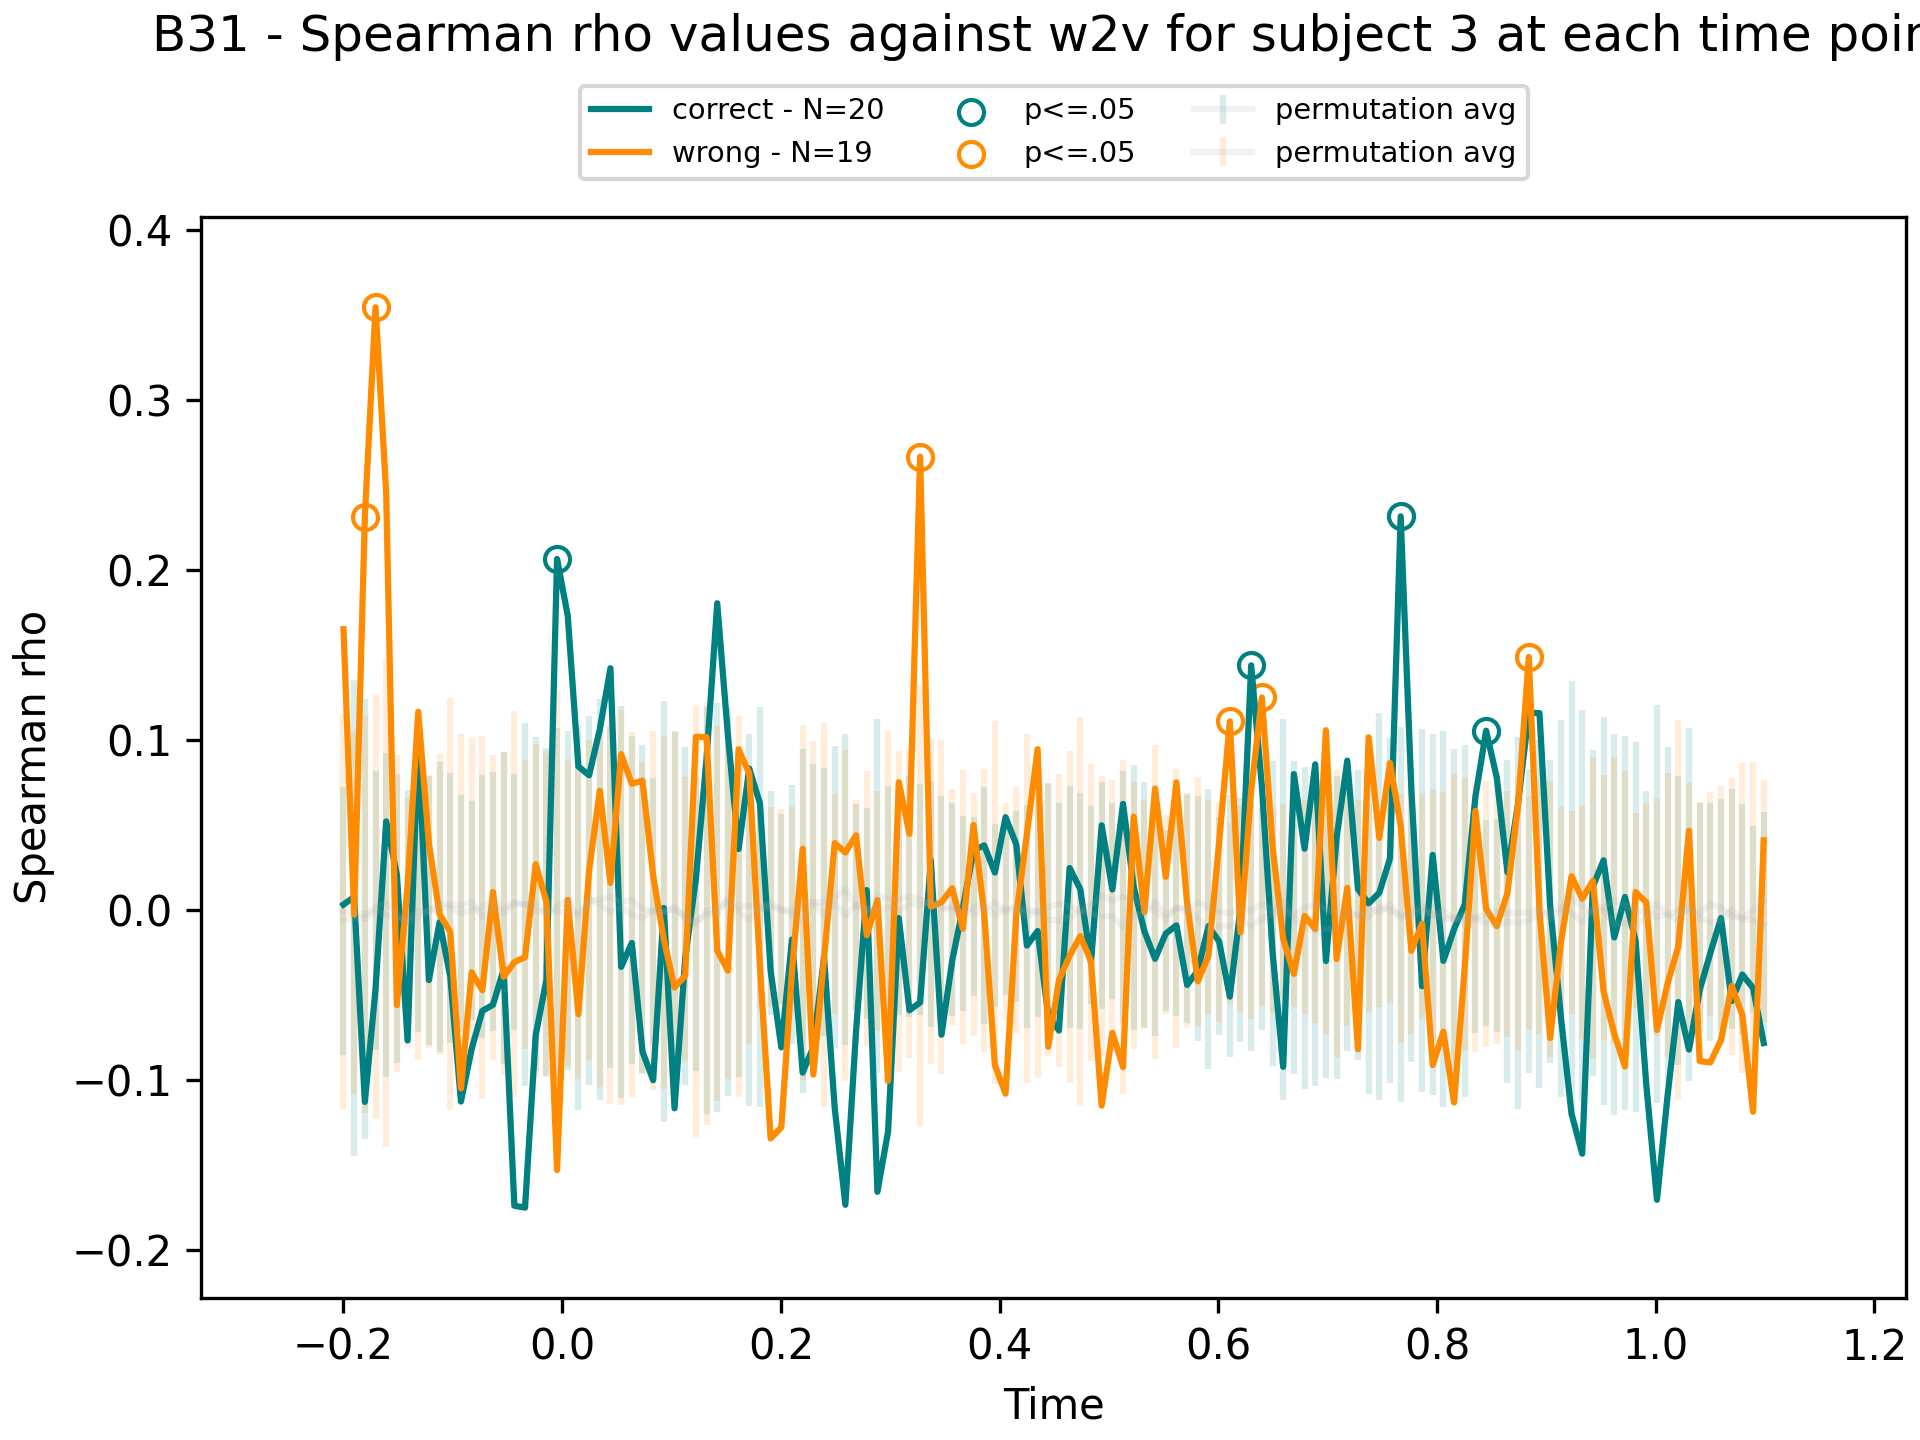 B31 - Spearman rho values against w2v for subject 3 at each time poin
correct - N=20
wrong - N=19
p<=.05
p<=.05
permutation avg
permutation avg
0.4
0.3
0.2
0.1
0.0
−0.1
−0.2
Spearman rho
−0.2 0.0 0.2 0.4 0.6 0.8 1.0 1.2
Time